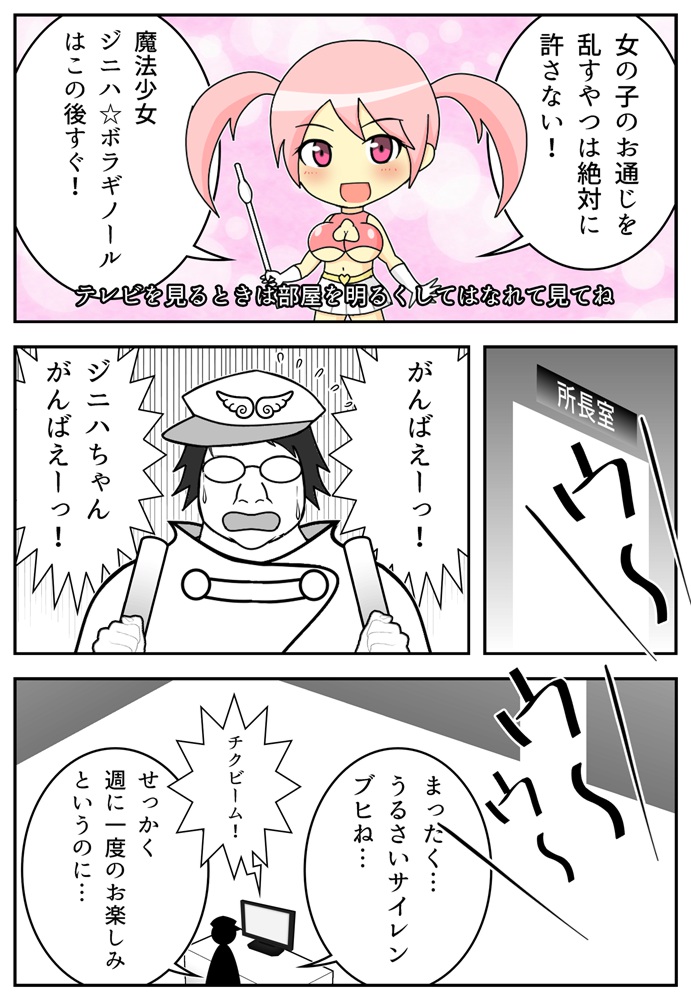 女の子のお通じを
乱すやつは絶対に
許さない！
魔法少女
ジニハ☆ボラギノール
はこの後すぐ！
テレビを見るときは部屋を明るくしてはなれて見てね
所長室
ウ〜
がんばえーっ！
ジニハちゃん
がんばえーっ！
ウ〜
ウ〜
まったく…
うるさいサイレン
ブヒね…
チクビーム！
せっかく
週に一度のお楽しみ
というのに…